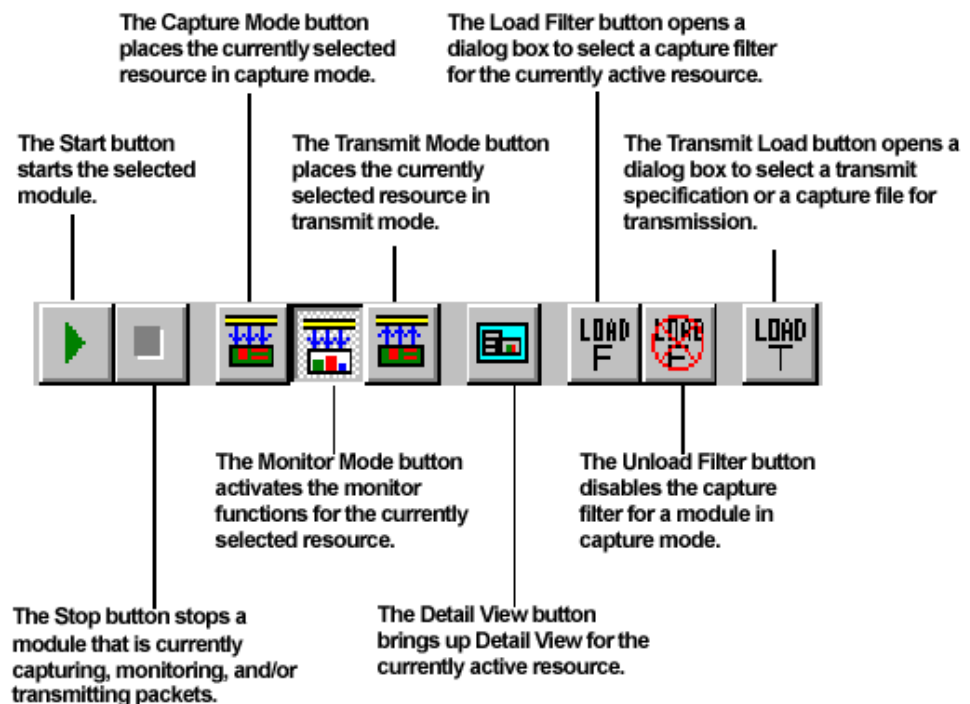 The Capture Mode button
places the currently selected
resource in capture mode.
The Load Filter button opens a
dialog box to select a capture filter
for the currently active resource.
The Start button
starts the selected
module.
The Transmit Mode button
places the currently
selected resource in
transmit mode.
The Transmit Load button opens a
dialog box to select a transmit
specification or a capture file for
transmission.
LOAD
F
LOAD
F
LOAD
T
The Monitor Mode button
activates the monitor
functions for the currently
selected resource.
The Unload Filter button
disables the capture
filter for a module in
capture mode.
The Stop button stops a
module that is currently
capturing, monitoring, and/or
transmitting packets.
The Detail View button
brings up Detail View for the
currently active resource.